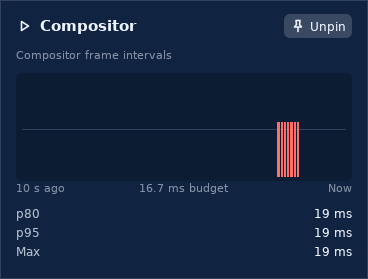 Compositor
Unpin
Compositor frame intervals
10 s ago 16.7 ms budget Now
p80 19 ms
p95 19 ms
Max 19 ms